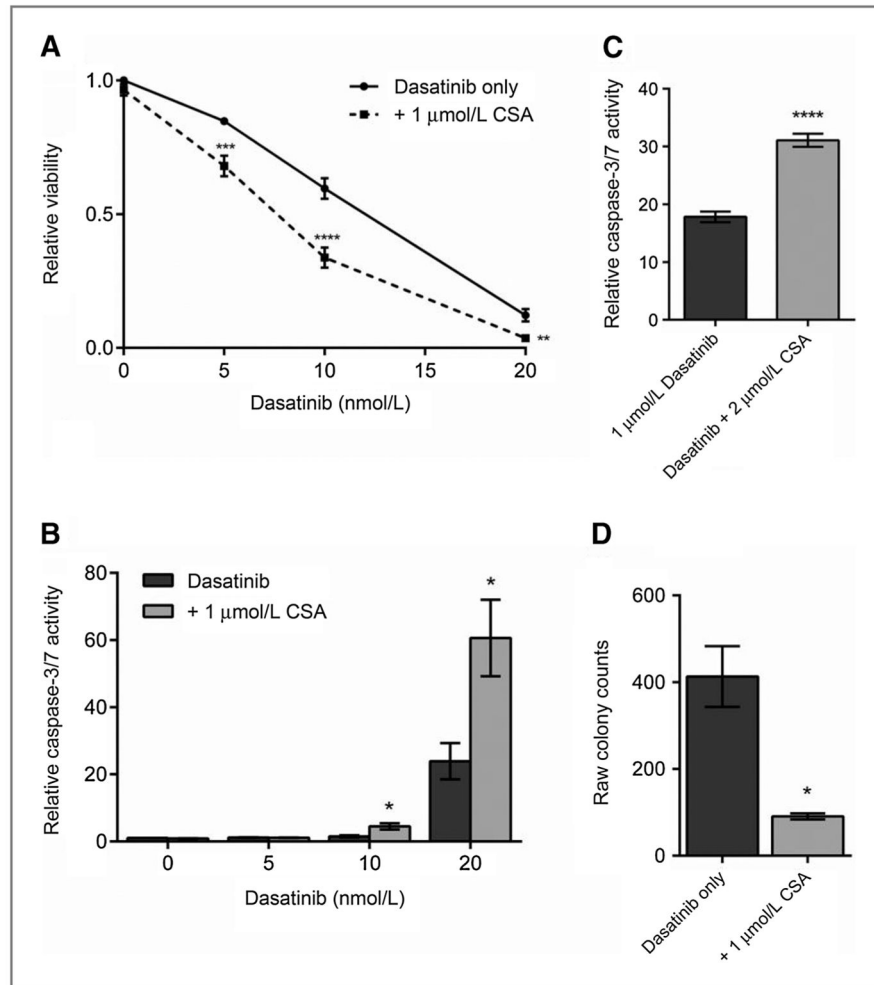 A
Dasatinib only
+ 1 μmol/L CSA
1.0
0.5
0.0
Relative viability
***
****
**
0 5 10 15 20
Dasatinib (nmol/L)
C
40
30
20
10
0
Relative caspase-3/7 activity
****
1 μmol/L Dasatinib
Dasatinib + 2 μmol/L CSA
B
Dasatinib
+ 1 μmol/L CSA
80
60
40
20
0
Relative caspase-3/7 activity
*
*
0 5 10 20
Dasatinib (nmol/L)
D
600
400
200
0
Raw colony counts
*
Dasatinib only
+ 1 μmol/L CSA